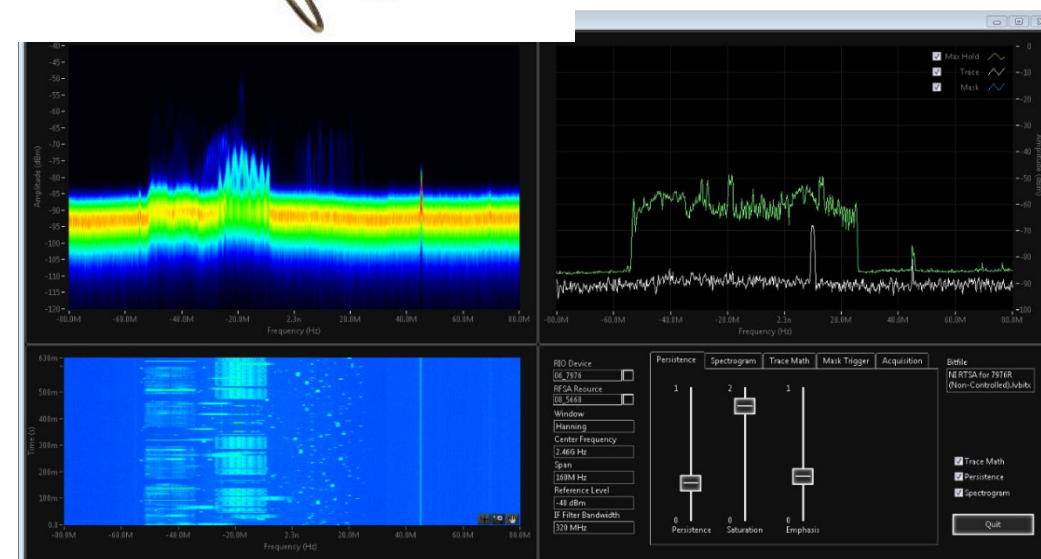 -40
-45
-50
-55
-60
-65
-70
-75
-80
-85
-90
-95
-100
-105
-110
-115
-120
Amplitude (dBm)
-80.0M -60.0M -40.0M -20.0M 2.3n 20.0M 40.0M 60.0M 80.0M
Frequency (Hz)
Max Hold
Trace
Mask
0
-10
-20
-30
-40
-50
-60
-70
-80
-90
-100
Amplitude (dBm)
-80.0M -60.0M -40.0M -20.0M 2.3n 20.0M 40.0M 60.0M 80.0M
Frequency (Hz)
630m
500m
400m
300m
200m
100m
0.0
Time (s)
-80.0M -60.0M -40.0M -20.0M 2.3n 20.0M 40.0M 60.0M 80.0M
Frequency (Hz)
RIO Device
06_7976
RFSA Reource
08_5668
Window
Hanning
Center Frequency
2.46G Hz
Span
160M Hz
Reference Level
-48 dBm
IF Filter Bandwidth
320 MHz
Persistence Spectrogram Trace Math Mask Trigger Acquisition
1 2 1
0 0 0
Persistence Saturation Emphasis
Bitfile
NI RTSA for 7976R
(Non-Controlled).lvbitx
Trace Math
Persistence
Spectrogram
Quit